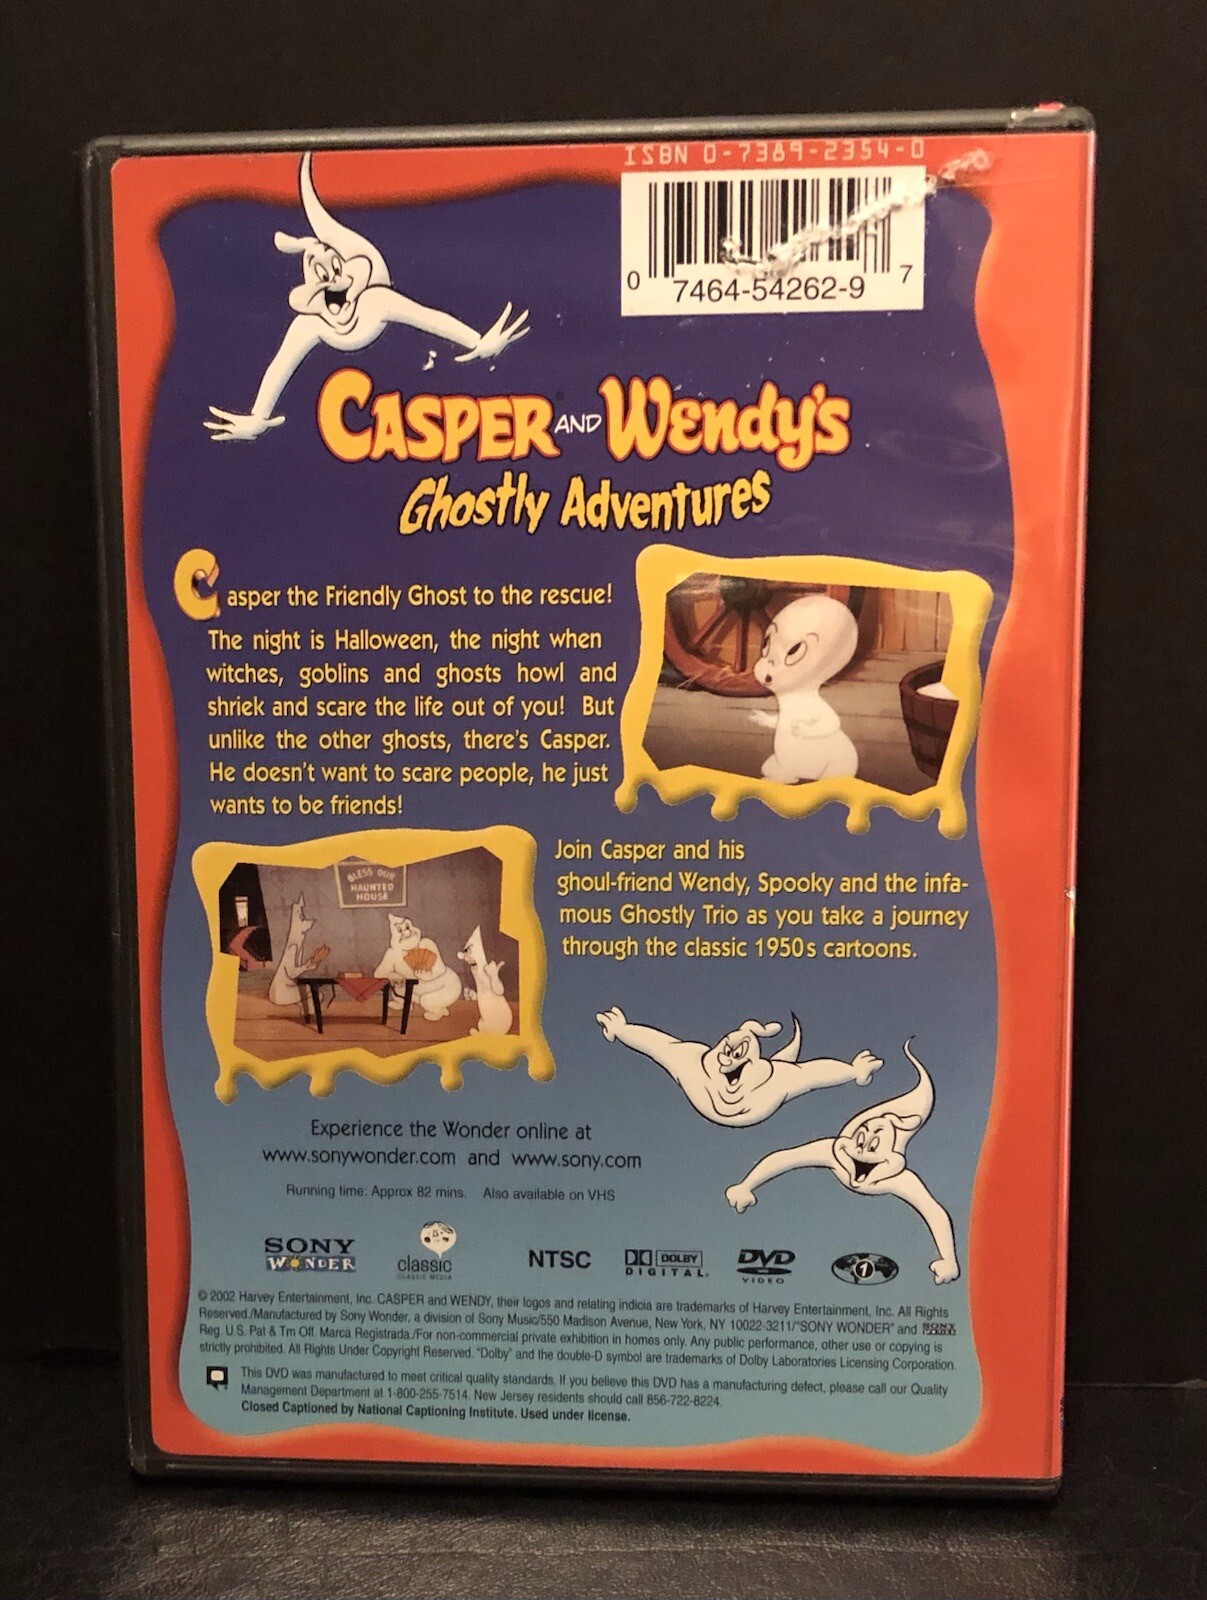 ISBN 0-7389-2354-0
0 7464-54262-9 7
CASPER AND Wendy's
Ghostly Adventures
Casper the Friendly Ghost to the rescue!
The night is Halloween, the night when
witches, goblins and ghosts howl and
shriek and scare the life out of you! But
unlike the other ghosts, there's Casper.
He doesn't want to scare people, he just
wants to be friends!
BLESS OUR
HAUNTED
HOUSE
Join Casper and his
ghoul-friend Wendy, Spooky and the infa-
mous Ghostly Trio as you take a journey
through the classic 1950s cartoons.
Experience the Wonder online at
www.sonywonder.com and www.sony.com
Running time: Approx 82 mins. Also available on VHS
SONY
WONDER
classic
CLASSIC MEDIA
NTSC
DOLBY
DIGITAL
DVD
VIDEO
1
© 2002 Harvey Entertainment, Inc. CASPER and WENDY, their logos and relating indicia are trademarks of Harvey Entertainment, Inc. All Rights
Reserved./Manufactured by Sony Wonder, a division of Sony Music/550 Madison Avenue, New York, NY 10022-3211/"SONY WONDER" and SONY WONDER
Reg. U.S. Pat & Tm Off. Marca Registrada./For non-commercial private exhibition in homes only. Any public performance, other use or copying is
strictly prohibited. All Rights Under Copyright Reserved. "Dolby" and the double-D symbol are trademarks of Dolby Laboratories Licensing Corporation.
This DVD was manufactured to meet critical quality standards. If you believe this DVD has a manufacturing defect, please call our Quality
Management Department at 1-800-255-7514. New Jersey residents should call 856-722-8224.
Closed Captioned by National Captioning Institute. Used under license.